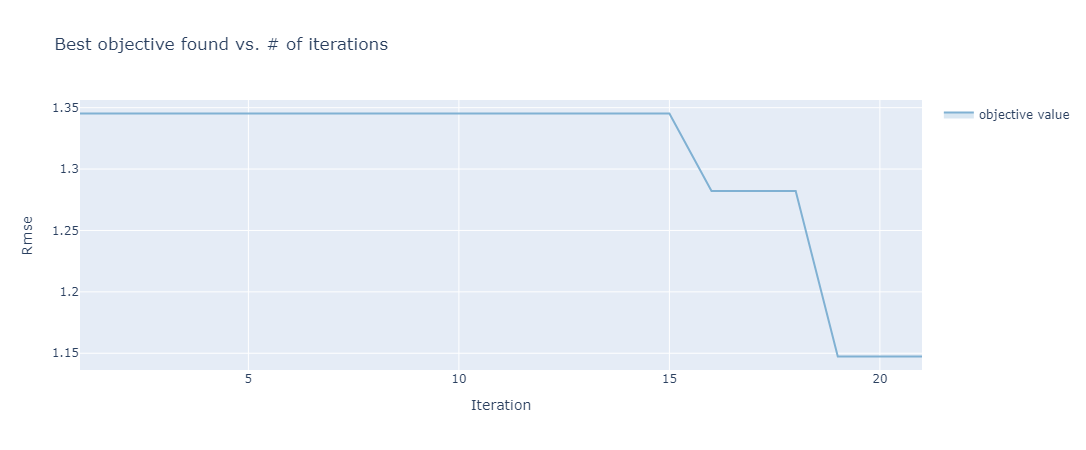 Best objective found vs. # of iterations
1.35
1.3
1.25
1.2
1.15
Rmse
5
10
15
20
Iteration
objective value